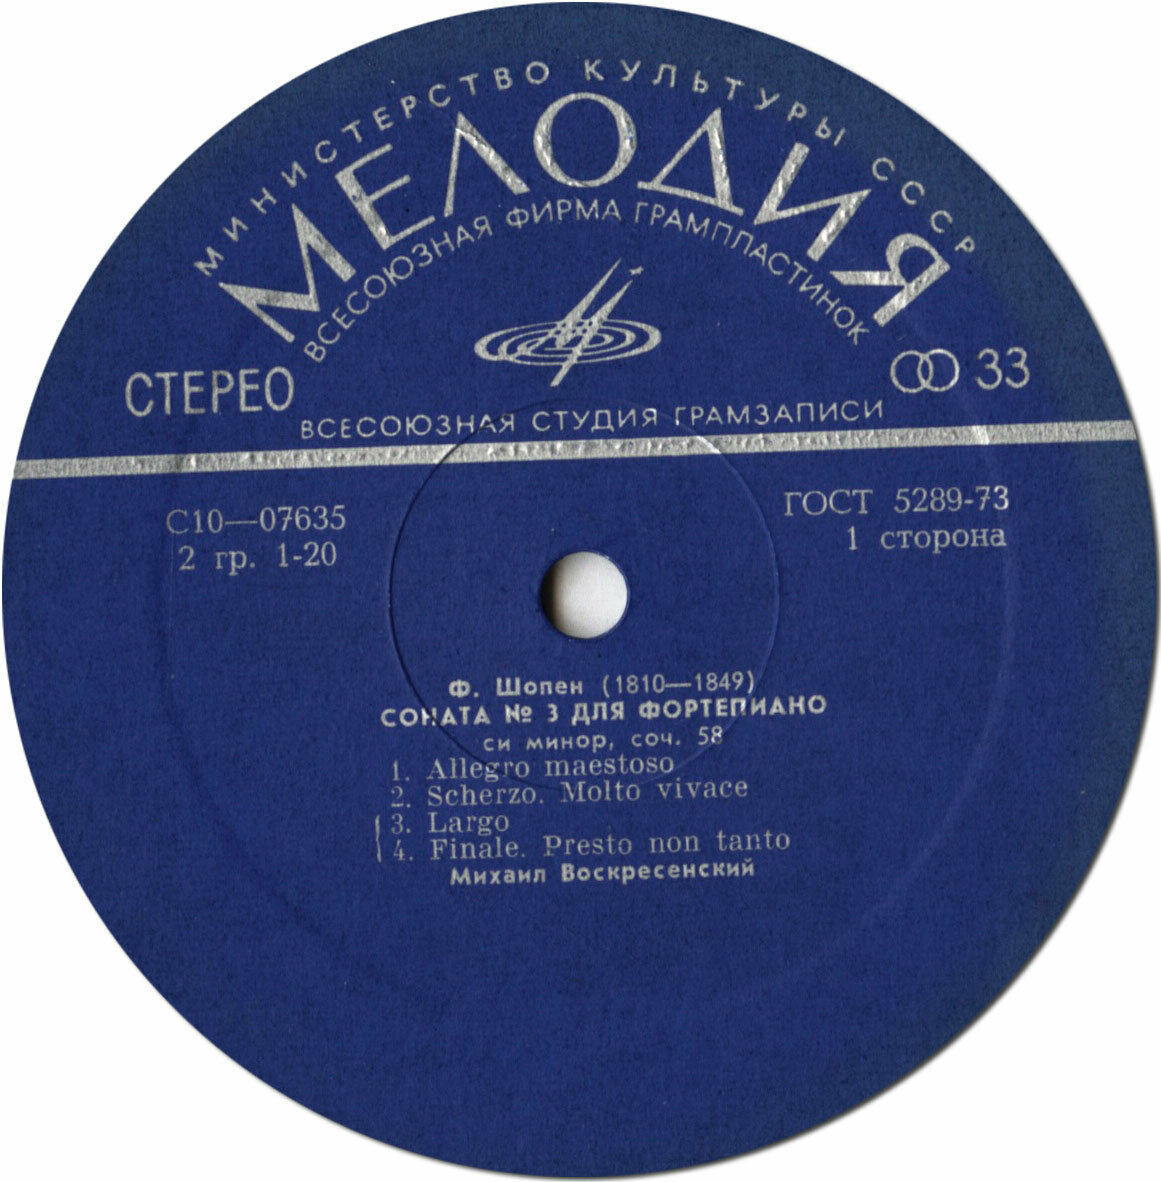 МИНИСТЕРСТВО КУЛЬТУРЫ СССР
МЕЛОДИЯ
ВСЕСОЮЗНАЯ ФИРМА ГРАМПЛАСТИНОК
СТЕРЕО
33
ВСЕСОЮЗНАЯ СТУДИЯ ГРАМЗАПИСИ
С10—07635
2 гр. 1-20
ГОСТ 5289-73
1 сторона
Ф. Шопен (1810—1849)
СОНАТА № 3 ДЛЯ ФОРТЕПИАНО
си минор, соч. 58
1. Allegro maestoso
2. Scherzo. Molto vivace
3. Largo
4. Finale. Presto non tanto
Михаил Воскресенский